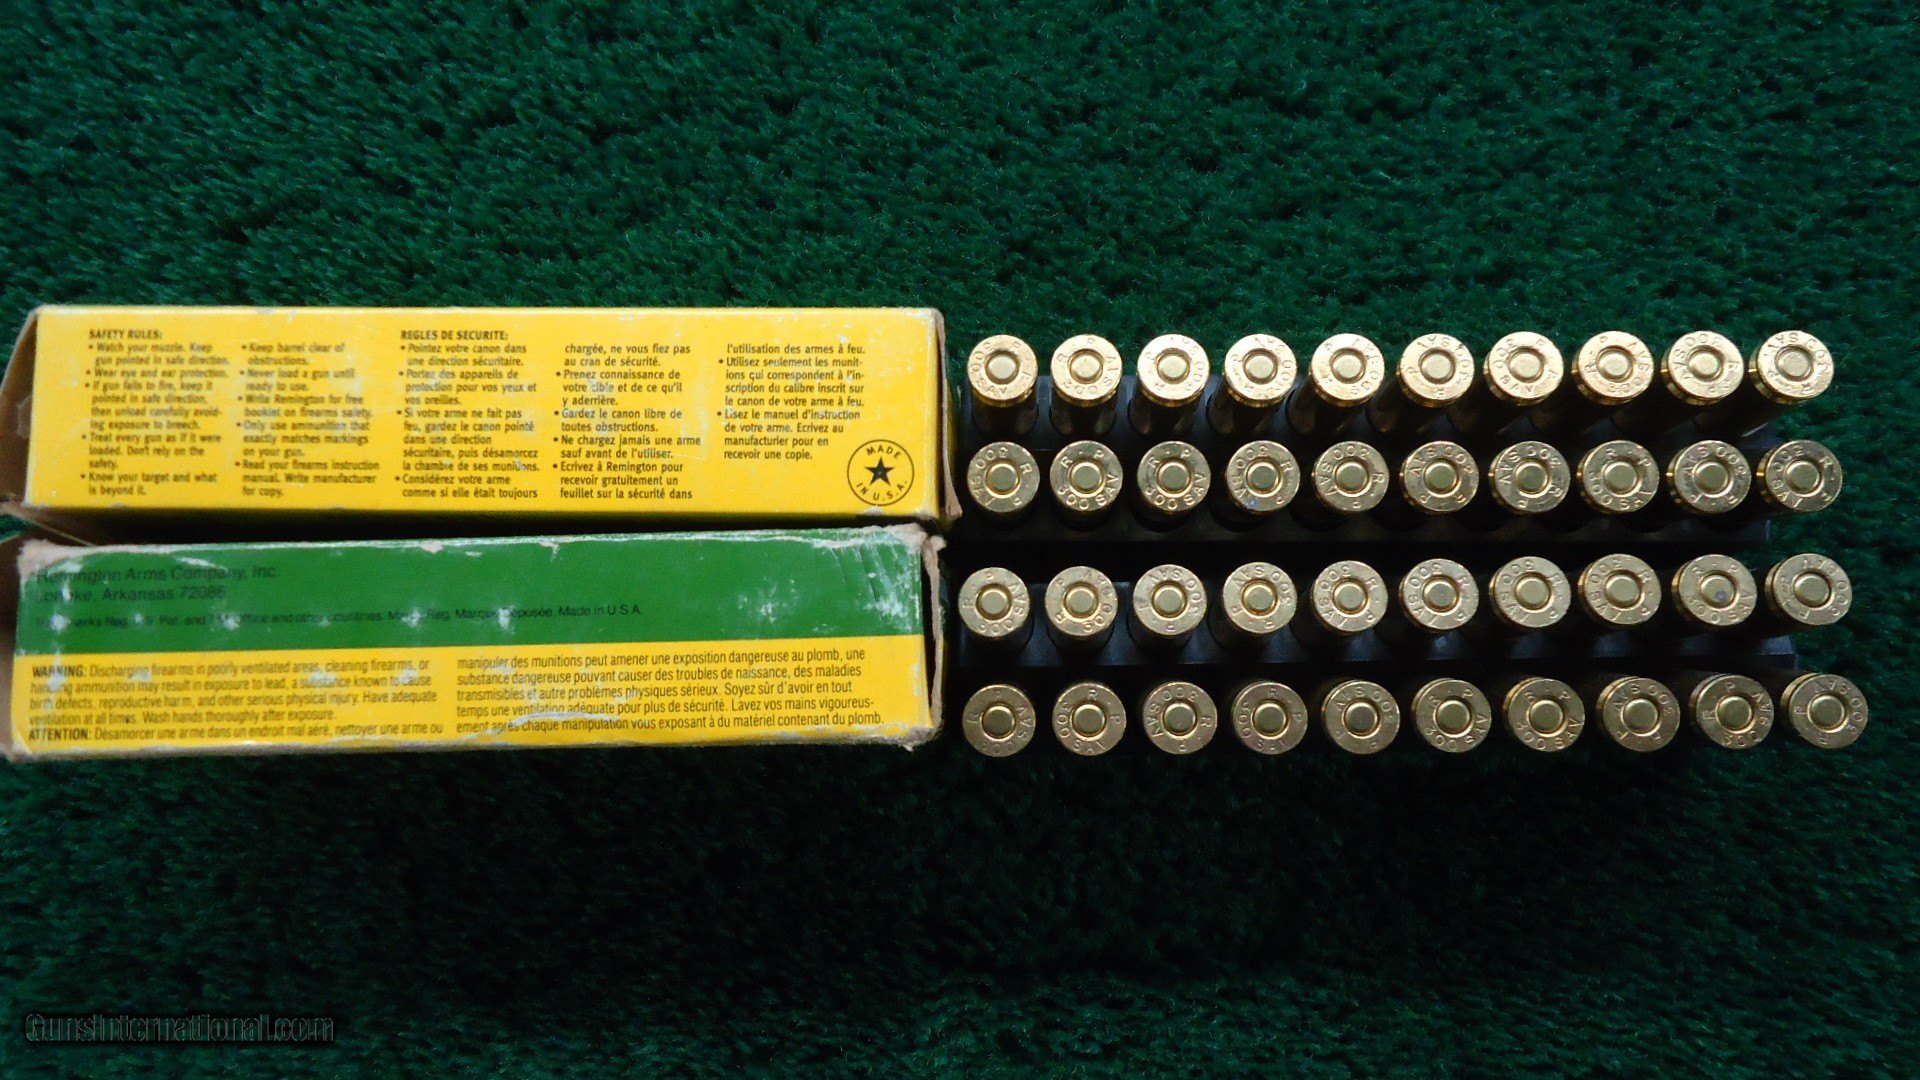 SAFETY RULES:
• Watch your muzzle. Keep
gun pointed in safe direction.
• Wear eye and ear protection.
• If gun fails to fire, keep it
pointed in safe direction,
then unload carefully avoid-
ing exposure to breech.
• Treat every gun as if it were
loaded. Don't rely on the
safety.
• Know your target and what
is beyond it.
• Keep barrel clear of
obstructions.
• Never load a gun until
ready to use.
• Write Remington for free
booklet on firearms safety.
• Only use ammunition that
exactly matches markings
on your gun.
• Read your firearms instruction
manual. Write manufacturer
for copy.
REGLES DE SECURITE:
• Pointez votre canon dans
une direction sécuritaire.
• Portez des appareils de
protection pour vos yeux et
vos oreilles.
• Si votre arme ne fait pas
feu, gardez le canon pointé
dans une direction
sécuritaire, puis désamorcez
la chambre de ses munitions.
• Considérez votre arme
comme si elle était toujours
chargée, ne vous fiez pas
au cran de sécurité.
• Prenez connaissance de
votre cible et de ce qu'il
y aderrière.
• Gardez le canon libre de
toutes obstructions.
• Ne chargez jamais une arme
sauf avant de l'utiliser.
• Ecrivez à Remington pour
recevoir gratuitement un
feuillet sur la sécurité dans
l'utilisation des armes à feu.
• Utilisez seulement les munit-
ions qui correspondent à l'in-
scription du calibre inscrit sur
le canon de votre arme à feu.
• Lisez le manuel d'instruction
de votre arme. Ecrivez au
manufacturier pour en
recevoir une copie.
MADE
IN U.S.A.
Remington Arms Company, Inc.
Lonoke, Arkansas 72086
Reg. Pat. and Office and other countries. Reg. Marque Déposée. Made in U.S.A.
WARNING: Discharging firearms in poorly ventilated areas, cleaning firearms, or
handling ammunition may result in exposure to lead, a substance known to cause
birth defects, reproductive harm, and other serious physical injury. Have adequate
ventilation at all times. Wash hands thoroughly after exposure.
ATTENTION: Désamorcer une arme dans un endroit mal aéré, nettoyer une arme ou
manipuler des munitions peut amener une exposition dangereuse au plomb, une
substance dangereuse pouvant causer des troubles de naissance, des maladies
transmisibles et autre problèmes physiques sérieux. Soyez sûr d'avoir en tout
temps une ventilation adéquate pour plus de sécurité. Lavez vos mains vigoureus-
ement après chaque manipulation vous exposant à du matériel contenant du plomb.
R-P
300 SAV
R-P
300 SAV
GunsInternational.com